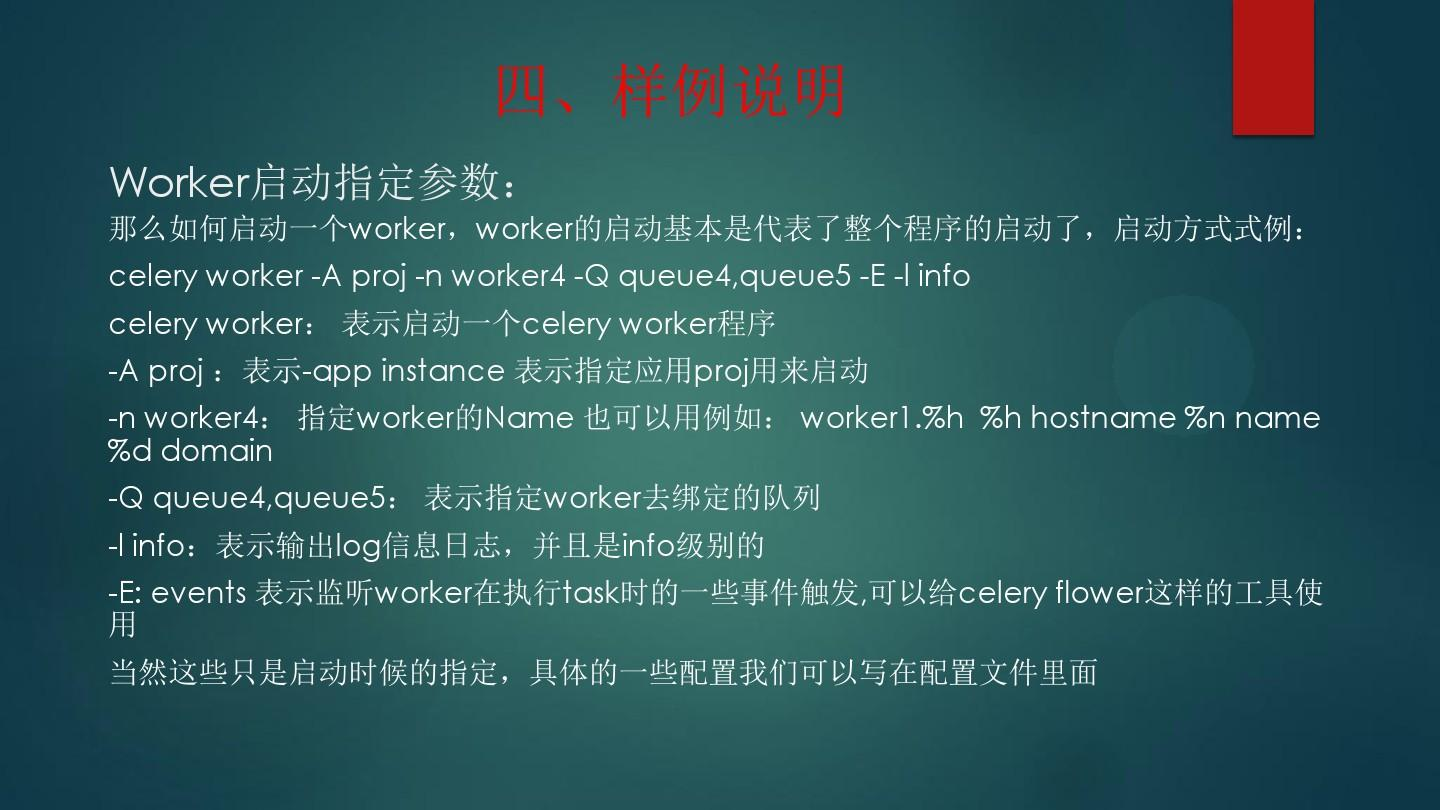 四、样例说明
Worker启动指定参数：
那么如何启动一个worker，worker的启动基本是代表了整个程序的启动了，启动方式式例：
celery worker -A proj -n worker4 -Q queue4,queue5 -E -l info
celery worker： 表示启动一个celery worker程序
-A proj ：表示-app instance 表示指定应用proj用来启动
-n worker4： 指定worker的Name 也可以用例如： worker1.%h  %h hostname %n name
%d domain
-Q queue4,queue5： 表示指定worker去绑定的队列
-l info：表示输出log信息日志，并且是info级别的
-E: events 表示监听worker在执行task时的一些事件触发,可以给celery flower这样的工具使
用
当然这些只是启动时候的指定，具体的一些配置我们可以写在配置文件里面